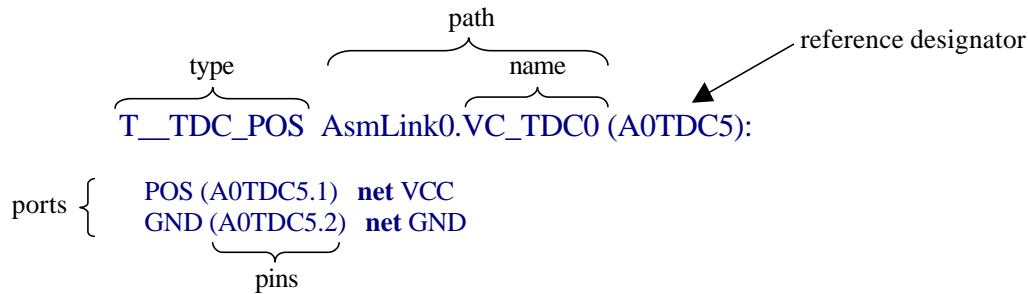 path
reference designator
type name
T__TDC_POS AsmLink0.VC_TDC0 (A0TDC5):
POS (A0TDC5.1) net VCC
ports
GND (A0TDC5.2) net GND
pins